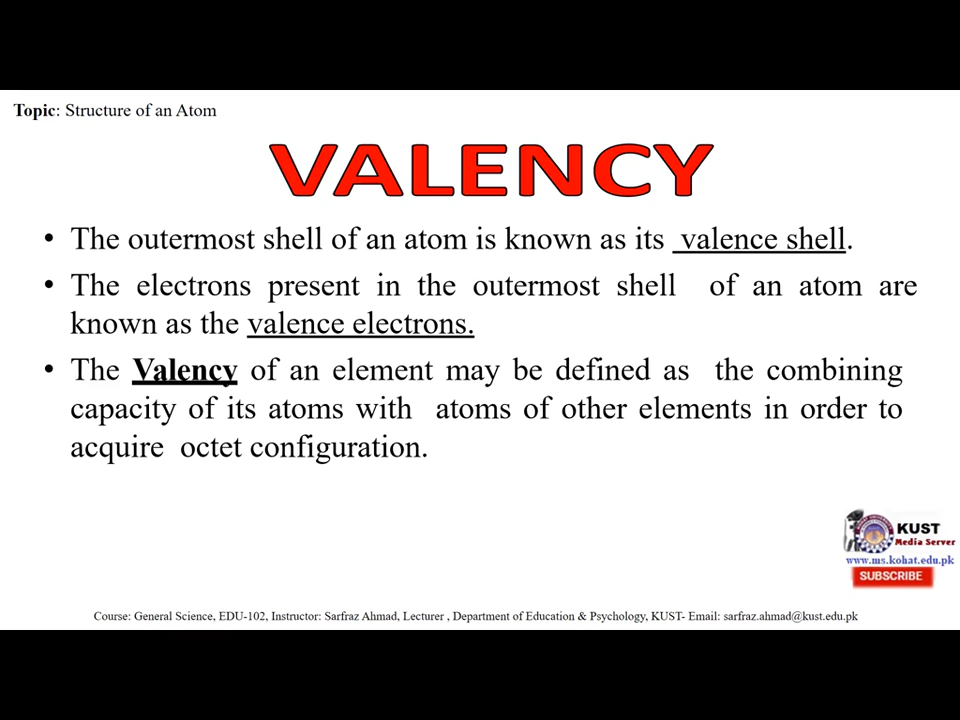 Topic: Structure of an Atom
VALENCY
• The outermost shell of an atom is known as its valence shell.
• The electrons present in the outermost shell of an atom are
known as the valence electrons.
• The Valency of an element may be defined as the combining
capacity of its atoms with atoms of other elements in order to
acquire octet configuration.
KUST
Media Server
www.ms.kohat.edu.pk
SUBSCRIBE
Course: General Science, EDU-102, Instructor: Sarfraz Ahmad, Lecturer , Department of Education & Psychology, KUST- Email: sarfraz.ahmad@kust.edu.pk